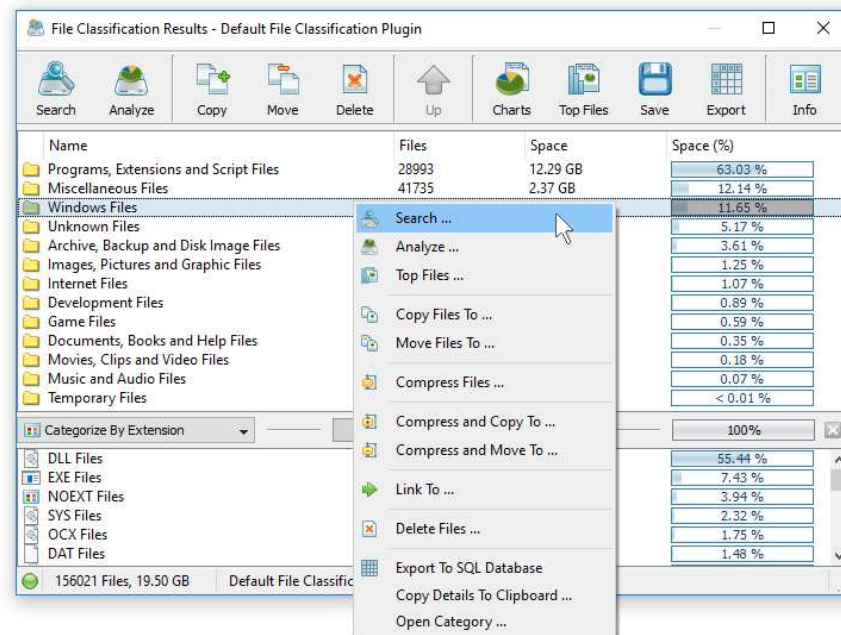 File Classification Results - Default File Classification Plugin
Search Analyze Copy Move Delete Up Charts Top Files Save Export Info
Name Files Space Space (%)
Programs, Extensions and Script Files 28993 12.29 GB 63.03 %
Miscellaneous Files 41735 2.37 GB 12.14 %
Windows Files 11.65 %
Unknown Files 5.17 %
Archive, Backup and Disk Image Files 3.61 %
Images, Pictures and Graphic Files 1.25 %
Internet Files 1.07 %
Development Files 0.89 %
Game Files 0.59 %
Documents, Books and Help Files 0.35 %
Movies, Clips and Video Files 0.18 %
Music and Audio Files 0.07 %
Temporary Files < 0.01 %
Categorize By Extension 100%
DLL Files 55.44 %
EXE Files 7.43 %
NOEXT Files 3.94 %
SYS Files 2.32 %
OCX Files 1.75 %
DAT Files 1.48 %
156021 Files, 19.50 GB Default File Classific
Search ...
Analyze ...
Top Files ...
Copy Files To ...
Move Files To ...
Compress Files ...
Compress and Copy To ...
Compress and Move To ...
Link To ...
Delete Files ...
Export To SQL Database
Copy Details To Clipboard ...
Open Category ...